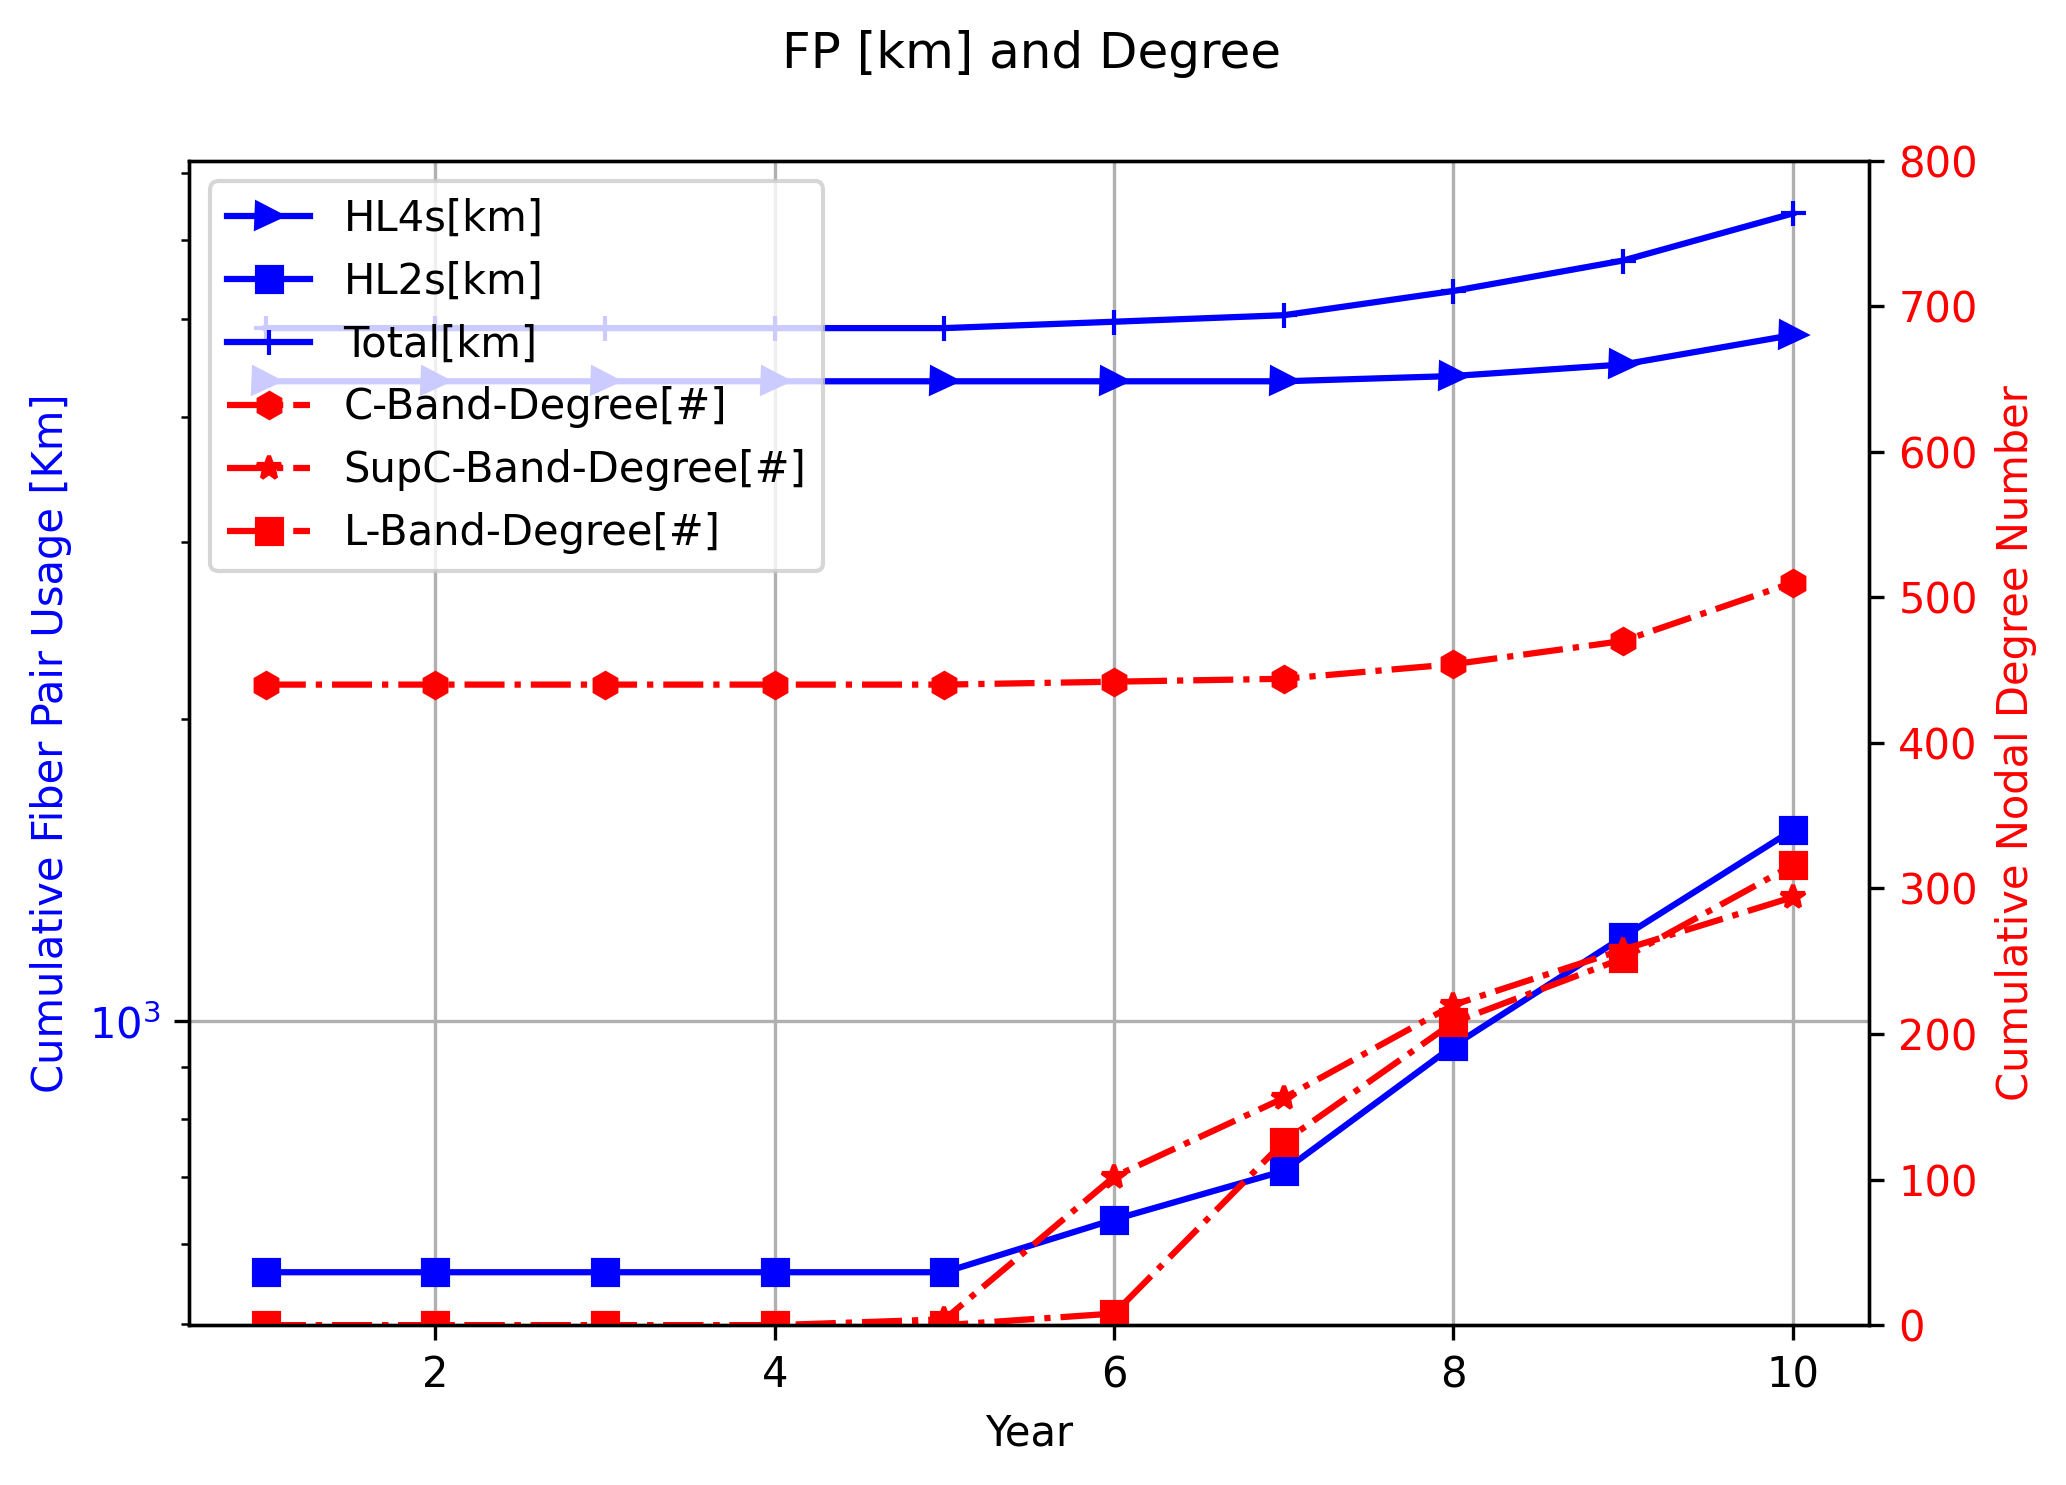 FP [km] and Degree
HL4s[km]
HL2s[km]
Total[km]
C-Band-Degree[#]
SupC-Band-Degree[#]
L-Band-Degree[#]
Cumulative Fiber Pair Usage [Km]
10³
800
700
600
500
400
300
200
100
0
Cumulative Nodal Degree Number
2 4 6 8 10
Year